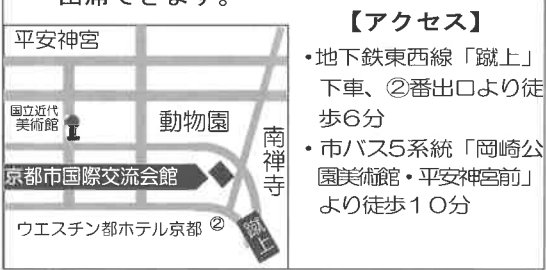 出席できます。
平安神宮
国立近代
美術館
動物園
南禅寺
京都市国際交流会館
ウエスチン都ホテル京都 ②
蹴上
【アクセス】
・地下鉄東西線「蹴上」
下車、②番出口より徒
歩6分
・市バス5系統「岡崎公
園美術館・平安神宮前」
より徒歩10分